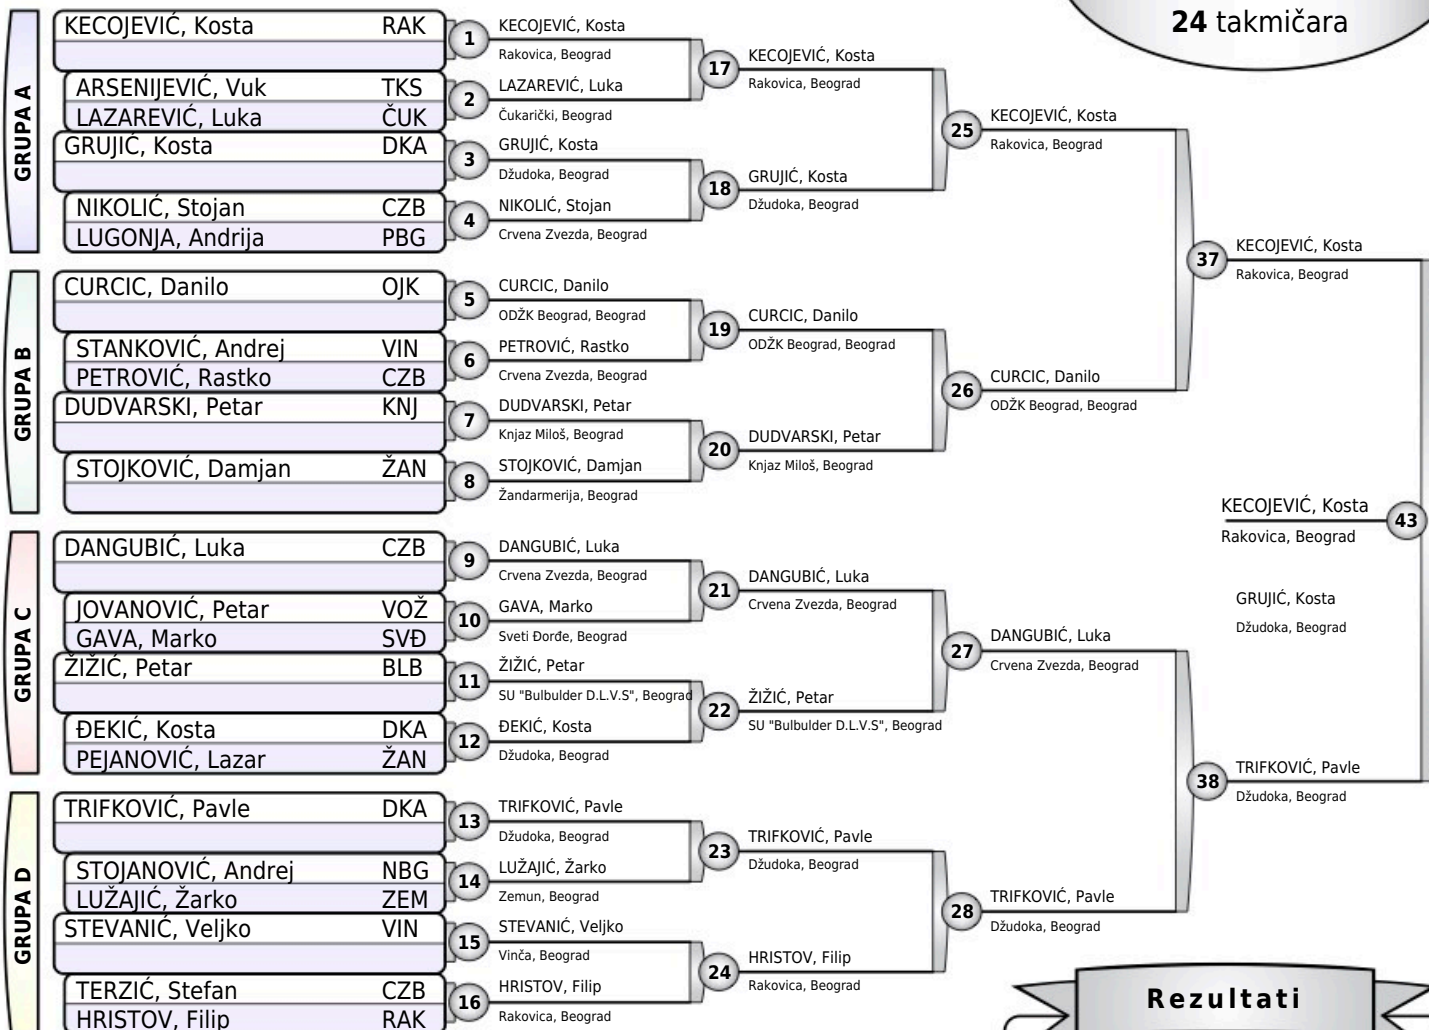 24 takmičara
GRUPA A
KECOJEVIĆ, Kosta RAK
ARSENIJEVIĆ, Vuk TKS
LAZAREVIĆ, Luka ČUK
GRUJIĆ, Kosta DKA
NIKOLIĆ, Stojan CZB
LUGONJA, Andrija PBG
GRUPA B
CURCIC, Danilo OJK
STANKOVIĆ, Andrej VIN
PETROVIĆ, Rastko CZB
DUDVARSKI, Petar KNJ
STOJKOVIĆ, Damjan ŽAN
GRUPA C
DANGUBIĆ, Luka CZB
JOVANOVIĆ, Petar VOŽ
GAVA, Marko SVĐ
ŽIŽIĆ, Petar BLB
ĐEKIĆ, Kosta DKA
PEJANOVIĆ, Lazar ŽAN
GRUPA D
TRIFKOVIĆ, Pavle DKA
STOJANOVIĆ, Andrej NBG
LUŽAJIĆ, Žarko ZEM
STEVANIĆ, Veljko VIN
TERZIĆ, Stefan CZB
HRISTOV, Filip RAK
1
KECOJEVIĆ, Kosta
Rakovica, Beograd
2
LAZAREVIĆ, Luka
Čukarički, Beograd
3
GRUJIĆ, Kosta
Džudoka, Beograd
4
NIKOLIĆ, Stojan
Crvena Zvezda, Beograd
5
CURCIC, Danilo
ODŽK Beograd, Beograd
6
PETROVIĆ, Rastko
Crvena Zvezda, Beograd
7
DUDVARSKI, Petar
Knjaz Miloš, Beograd
8
STOJKOVIĆ, Damjan
Žandarmerija, Beograd
9
DANGUBIĆ, Luka
Crvena Zvezda, Beograd
10
GAVA, Marko
Sveti Đorđe, Beograd
11
ŽIŽIĆ, Petar
SU "Bulbulder D.L.V.S", Beograd
12
ĐEKIĆ, Kosta
Džudoka, Beograd
13
TRIFKOVIĆ, Pavle
Džudoka, Beograd
14
LUŽAJIĆ, Žarko
Zemun, Beograd
15
STEVANIĆ, Veljko
Vinča, Beograd
16
HRISTOV, Filip
Rakovica, Beograd
17
KECOJEVIĆ, Kosta
Rakovica, Beograd
18
GRUJIĆ, Kosta
Džudoka, Beograd
19
CURCIC, Danilo
ODŽK Beograd, Beograd
20
DUDVARSKI, Petar
Knjaz Miloš, Beograd
21
DANGUBIĆ, Luka
Crvena Zvezda, Beograd
22
ŽIŽIĆ, Petar
SU "Bulbulder D.L.V.S", Beograd
23
TRIFKOVIĆ, Pavle
Džudoka, Beograd
24
HRISTOV, Filip
Rakovica, Beograd
25
KECOJEVIĆ, Kosta
Rakovica, Beograd
26
CURCIC, Danilo
ODŽK Beograd, Beograd
27
DANGUBIĆ, Luka
Crvena Zvezda, Beograd
28
TRIFKOVIĆ, Pavle
Džudoka, Beograd
37
KECOJEVIĆ, Kosta
Rakovica, Beograd
38
TRIFKOVIĆ, Pavle
Džudoka, Beograd
KECOJEVIĆ, Kosta
Rakovica, Beograd
43
GRUJIĆ, Kosta
Džudoka, Beograd
Rezultati